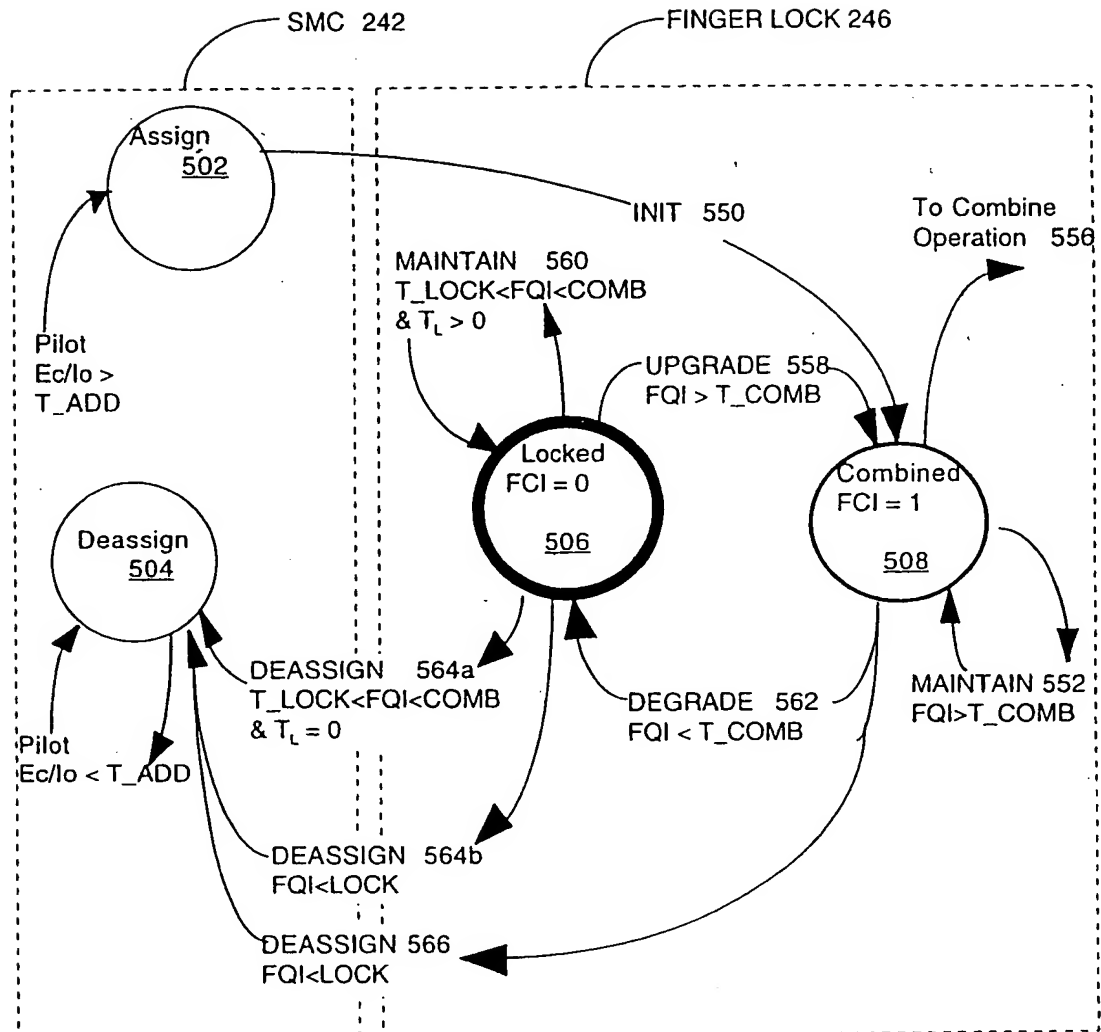 SMC 242
FINGER LOCK 246
Assign
502
INIT 550
To Combine
Operation 556
MAINTAIN 560
T_LOCK<FQI<COMB
& T_L > 0
Pilot
Ec/Io >
T_ADD
UPGRADE 558
FQI > T_COMB
Locked
FCI = 0
506
Combined
FCI = 1
508
Deassign
504
DEASSIGN 564a
T_LOCK<FQI<COMB
& T_L = 0
DEGRADE 562
FQI < T_COMB
MAINTAIN 552
FQI>T_COMB
Pilot
Ec/Io < T_ADD
DEASSIGN 564b
FQI<LOCK
DEASSIGN 566
FQI<LOCK